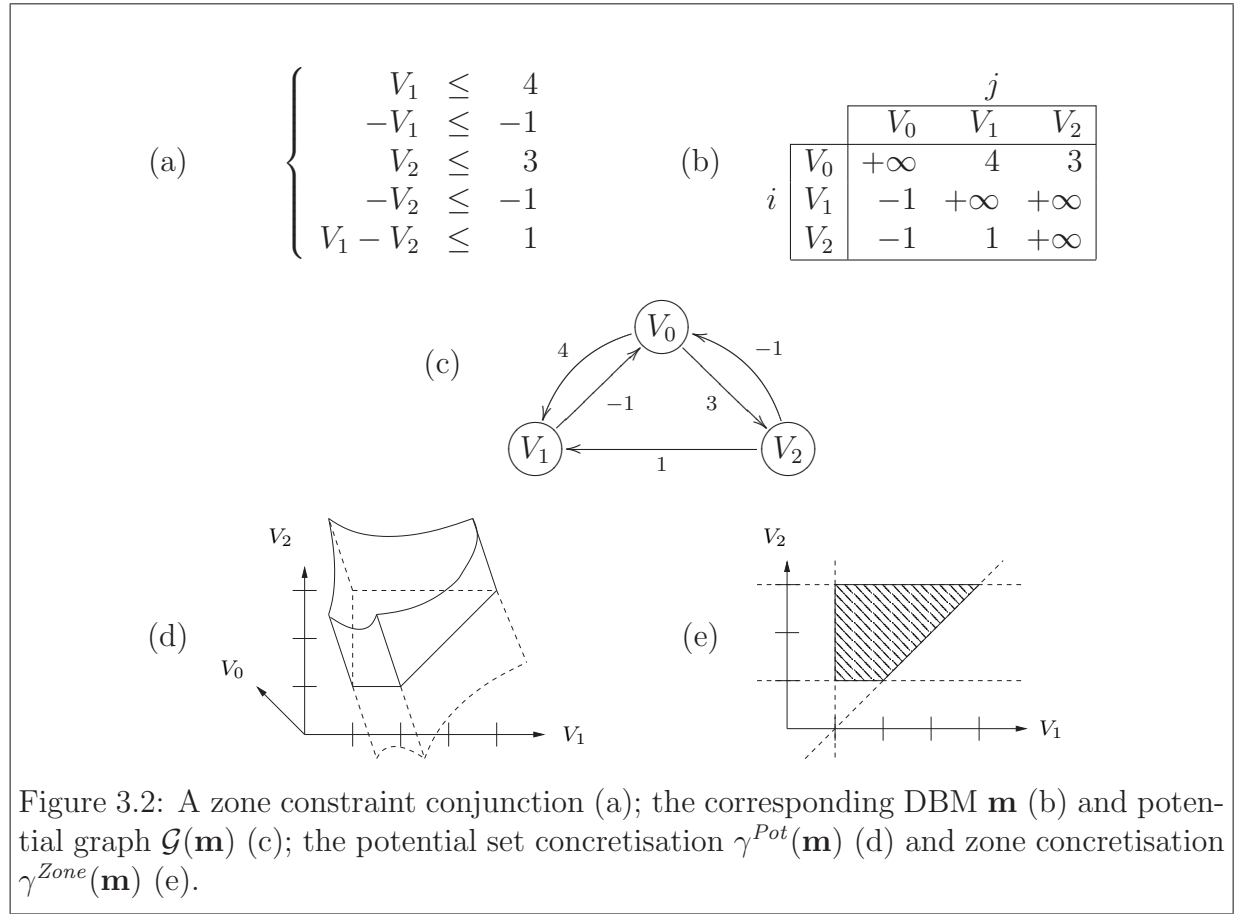 (a)
V₁ ≤ 4
−V₁ ≤ −1
V₂ ≤ 3
−V₂ ≤ −1
V₁ − V₂ ≤ 1
(b)
j
V₀ V₁ V₂
V₀ +∞ 4 3
i V₁ −1 +∞ +∞
V₂ −1 1 +∞
(c)
V₀
4
−1
−1
3
V₁
V₂
1
(d)
V₂
V₀
V₁
(e)
V₂
V₁
Figure 3.2: A zone constraint conjunction (a); the corresponding DBM m (b) and poten-
tial graph 𝒢(m) (c); the potential set concretisation γ^Pot(m) (d) and zone concretisation
γ^Zone(m) (e).